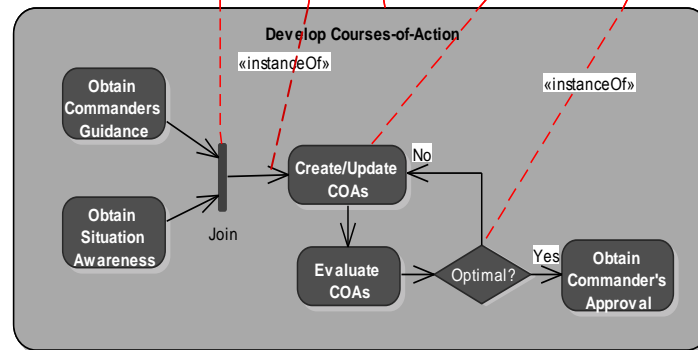 Develop Courses-of-Action
«instanceOf»
«instanceOf»
Obtain
Commanders
Guidance
Obtain
Situation
Awareness
Join
Create/Update
COAs
No
Evaluate
COAs
Optimal?
Yes
Obtain
Commander's
Approval